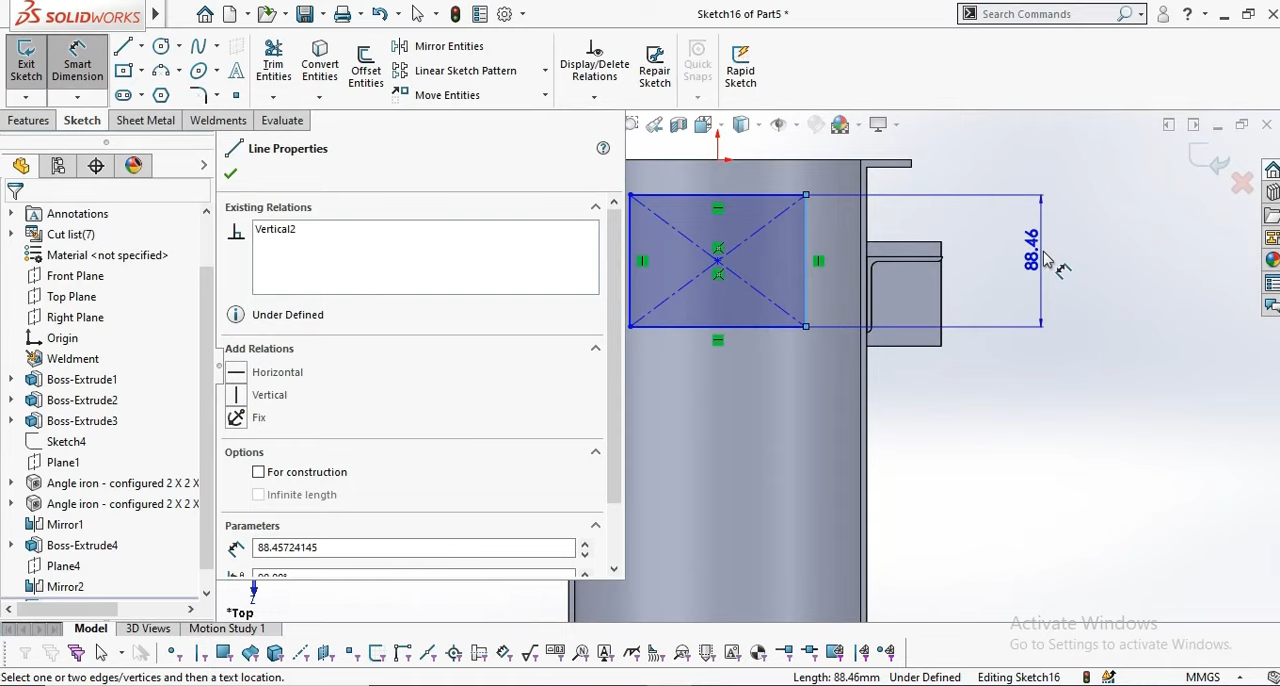 SOLIDWORKS
Sketch16 of Part5 *
Search Commands
?
Exit Sketch
Smart Dimension
Trim Entities
Convert Entities
Offset Entities
Mirror Entities
Linear Sketch Pattern
Move Entities
Display/Delete Relations
Repair Sketch
Quick Snaps
Rapid Sketch
Features
Sketch
Sheet Metal
Weldments
Evaluate
Annotations
Cut list(7)
Material <not specified>
Front Plane
Top Plane
Right Plane
Origin
Weldment
Boss-Extrude1
Boss-Extrude2
Boss-Extrude3
Sketch4
Plane1
Angle iron - configured 2 X 2 X
Angle iron - configured 2 X 2 X
Mirror1
Boss-Extrude4
Plane4
Mirror2
Line Properties
Existing Relations
Vertical2
Under Defined
Add Relations
Horizontal
Vertical
Fix
Options
For construction
Infinite length
Parameters
88.45724145
88.46
*Top
Z
Activate Windows
Go to Settings to activate Windows.
Model
3D Views
Motion Study 1
Select one or two edges/vertices and then a text location.
Length: 88.46mm
Under Defined
Editing Sketch16
MMGS